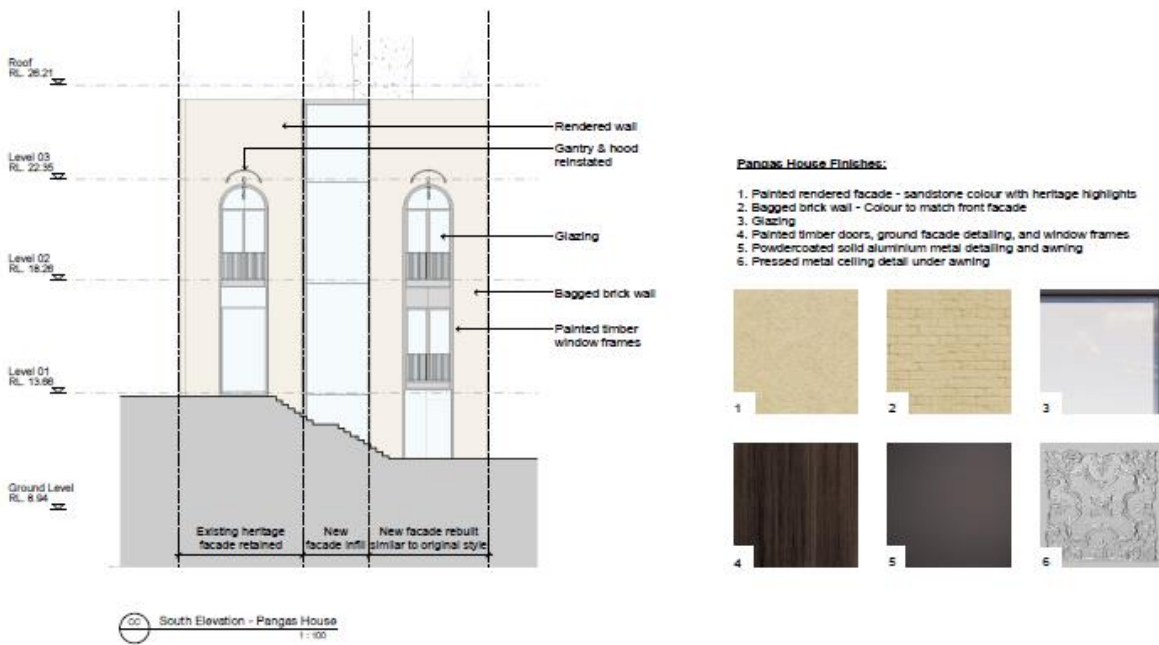 Roof
RL. 26.21
Level 03
RL. 22.35
Level 02
RL. 18.26
Level 01
RL. 13.66
Ground Level
RL. 8.94
Rendered wall
Gantry & hood
reinstated
Glazing
Bagged brick wall
Painted timber
window frames
Existing heritage
facade retained
New
facade infill
New facade rebuilt
similar to original style
CC
South Elevation - Pangas House
1 : 100
Pangas House Finishes:
1. Painted rendered facade - sandstone colour with heritage highlights
2. Bagged brick wall - Colour to match front facade
3. Glazing
4. Painted timber doors, ground facade detailing, and window frames
5. Powdercoated solid aluminium metal detailing and awning
6. Pressed metal ceiling detail under awning
1
2
3
4
5
6